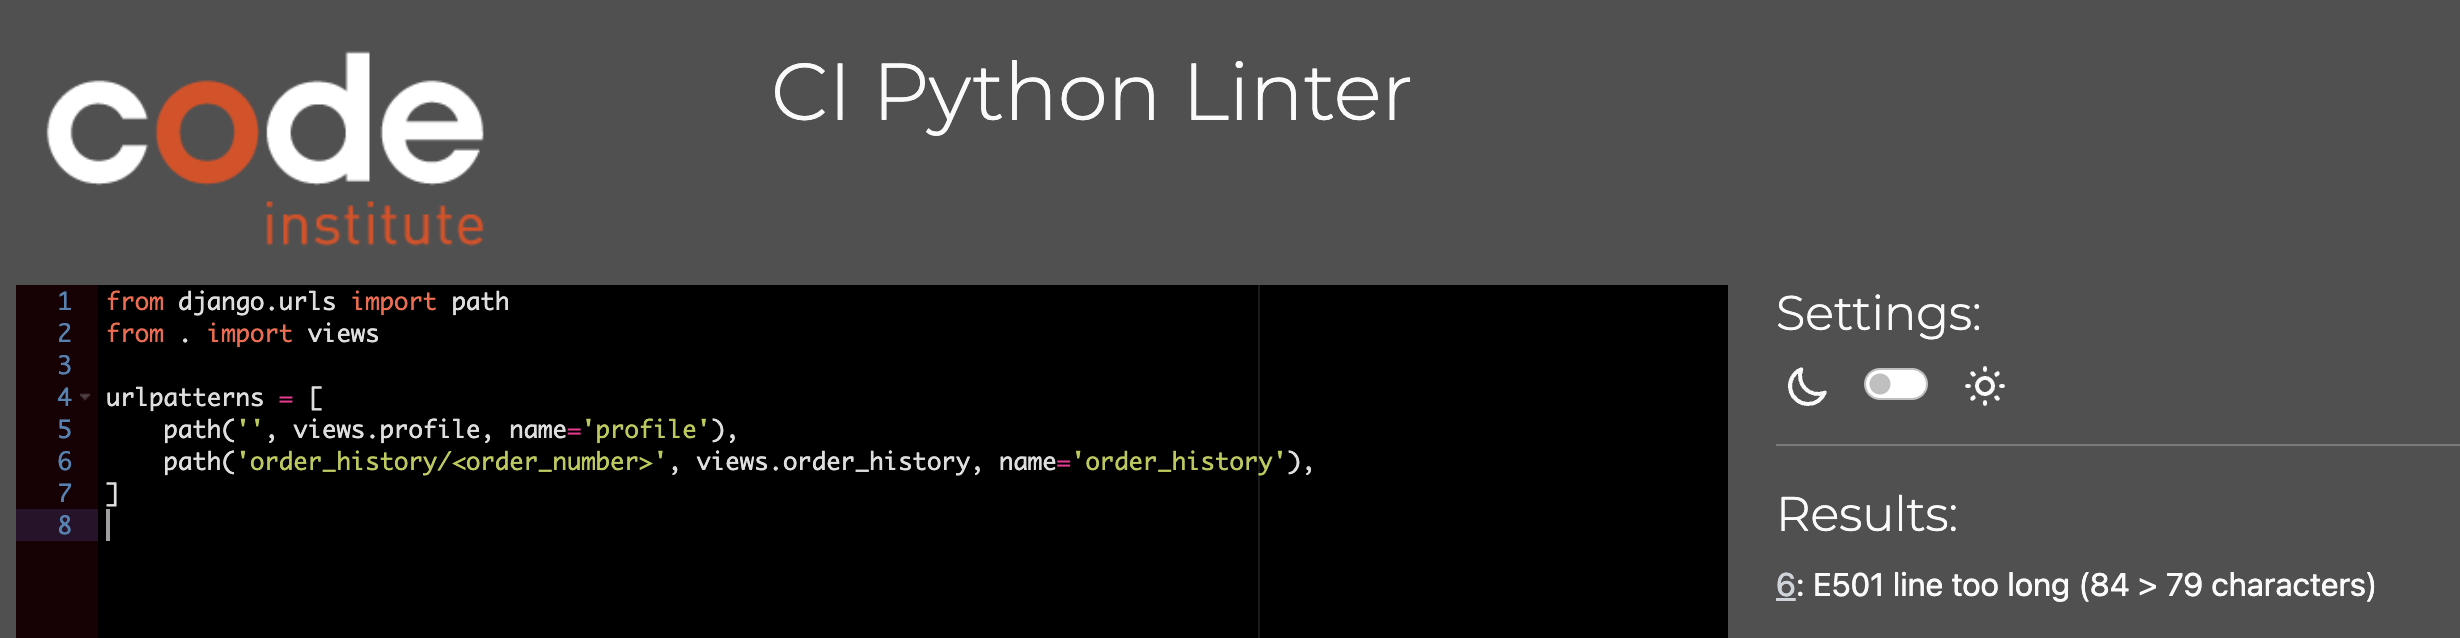 code
institute
CI Python Linter
1 from django.urls import path
2 from . import views
3
4 urlpatterns = [
5     path('', views.profile, name='profile'),
6     path('order_history/<order_number>', views.order_history, name='order_history'),
7 ]
8
Settings:
Results:
6: E501 line too long (84 > 79 characters)